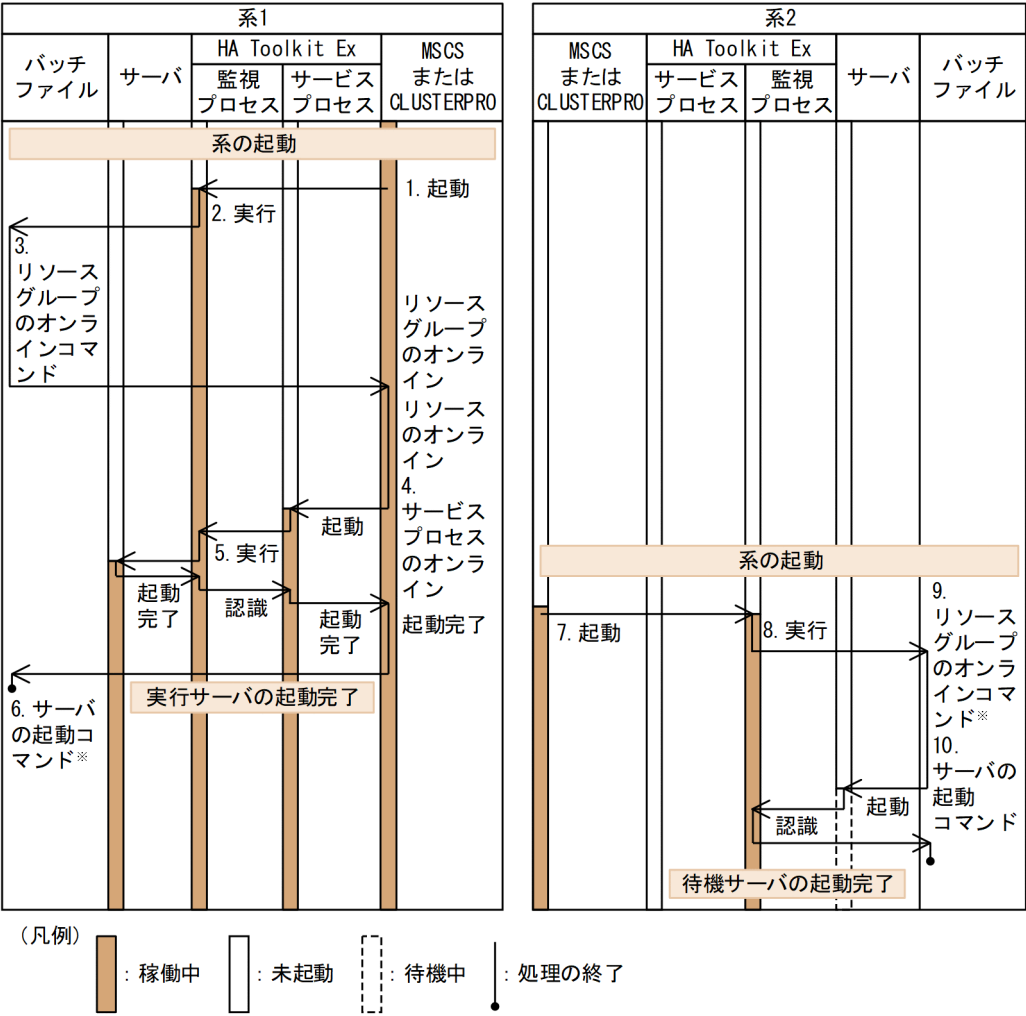 系1
バッチ
ファイル
サーバ
HA Toolkit Ex
監視
プロセス
サービス
プロセス
MSCS
または
CLUSTERPRO
系の起動
1. 起動
2. 実行
3.
リソース
グループ
のオンラ
インコマ
ンド
リソース
グループ
のオンラ
イン
リソース
のオンラ
イン
4.
サービス
プロセス
のオンラ
イン
起動
5. 実行
起動
完了
認識
起動
完了
起動完了
実行サーバの起動完了
6. サーバ
の起動コ
マンド※
系2
MSCS
または
CLUSTERPRO
HA Toolkit Ex
サービス
プロセス
監視
プロセス
サーバ
バッチ
ファイル
系の起動
7. 起動
8. 実行
9.
リソース
グループ
のオンラ
インコマ
ンド※
10.
サーバの
起動
コマンド
起動
認識
待機サーバの起動完了
(凡例)
: 稼働中
: 未起動
: 待機中
: 処理の終了